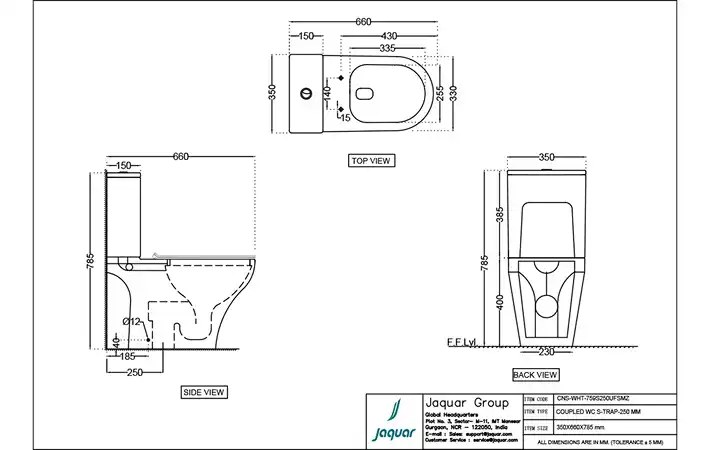 660
150
430
335
350
140
15
255
330
TOP VIEW
660
150
785
Ø12
40
185
250
SIDE VIEW
350
385
785
400
F.F.Lvl
230
BACK VIEW
Jaquar
Jaquar Group
Global Headquarters
Plot No. 3, Sector- M-11, IMT Manesar
Gurgaon, NCR - 122050, India
E-mail : Sales support@jaquar.com
Customer Service : service@jaquar.com
ITEM CODE CNS-WHT-759S250UFSMZ
ITEM TYPE COUPLED WC S-TRAP-250 MM
ITEM SIZE 350X660X785 mm
ALL DIMENSIONS ARE IN MM. (TOLERANCE ± 5 MM)